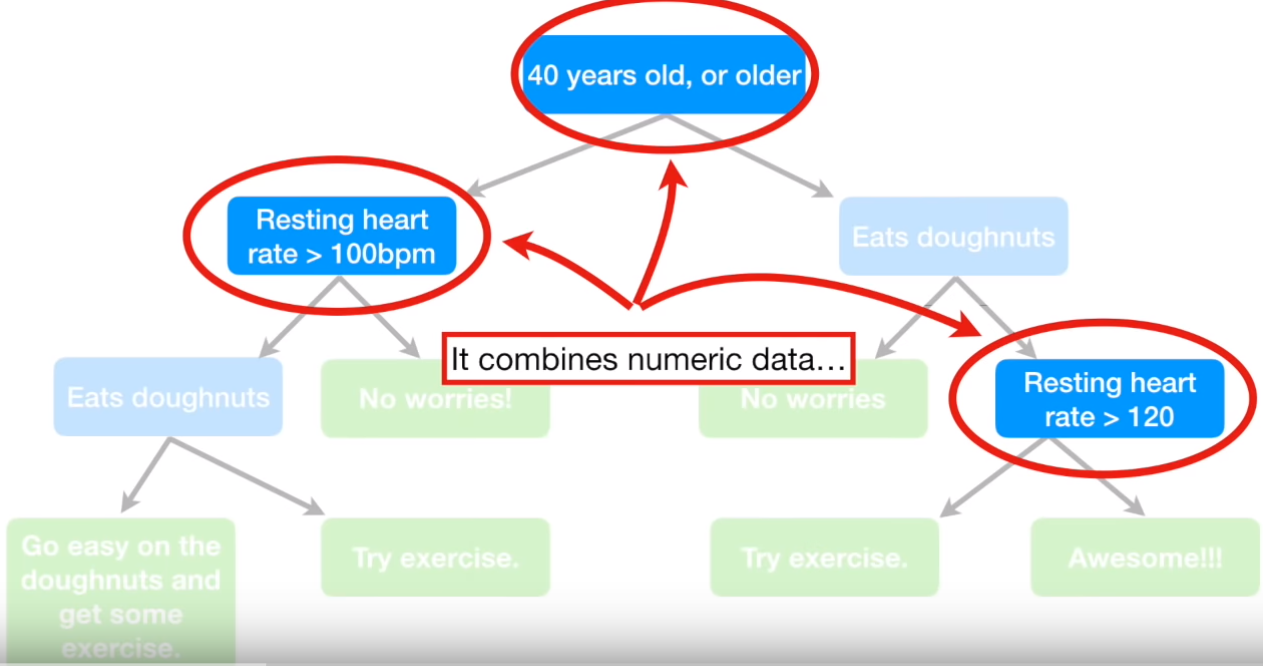 40 years old, or older
Resting heart
rate > 100bpm
Eats doughnuts
It combines numeric data…
Eats doughnuts
No worries!
No worries
Resting heart
rate > 120
Go easy on the
doughnuts and
get some
exercise.
Try exercise.
Try exercise.
Awesome!!!